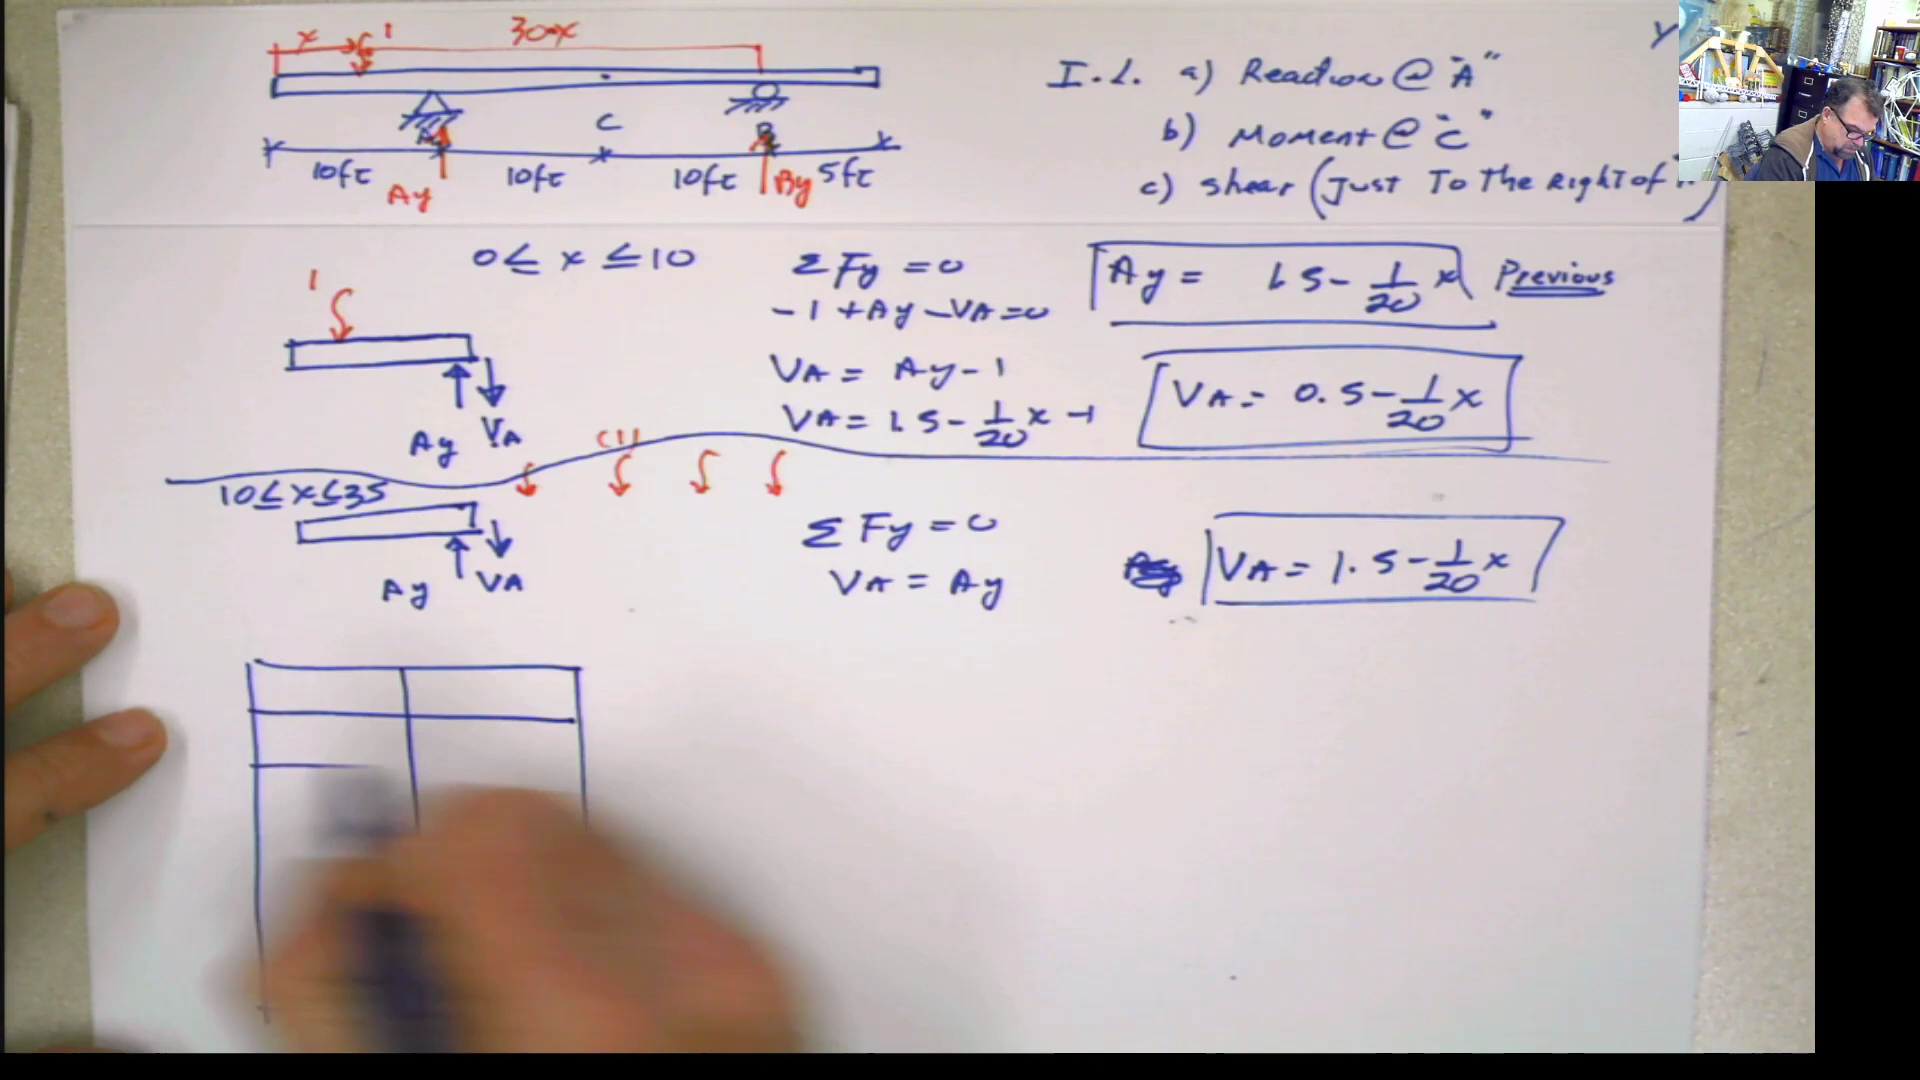 x 1 30-x
I.L. a) Reaction @ "A"
b) Moment @ "C"
c) Shear (Just To The Right of "A")
A C B
10ft 10ft 10ft 5ft
Ay By
0 ≤ x ≤ 10
1
Ay VA
ΣFy = 0
-1 + Ay - VA = 0
VA = Ay - 1
VA = 1.5 - 1/20 x - 1
Ay = 1.5 - 1/20 x Previous
VA = 0.5 - 1/20 x
10 ≤ x ≤ 35
(1)
Ay VA
ΣFy = 0
VA = Ay
VA = 1.5 - 1/20 x